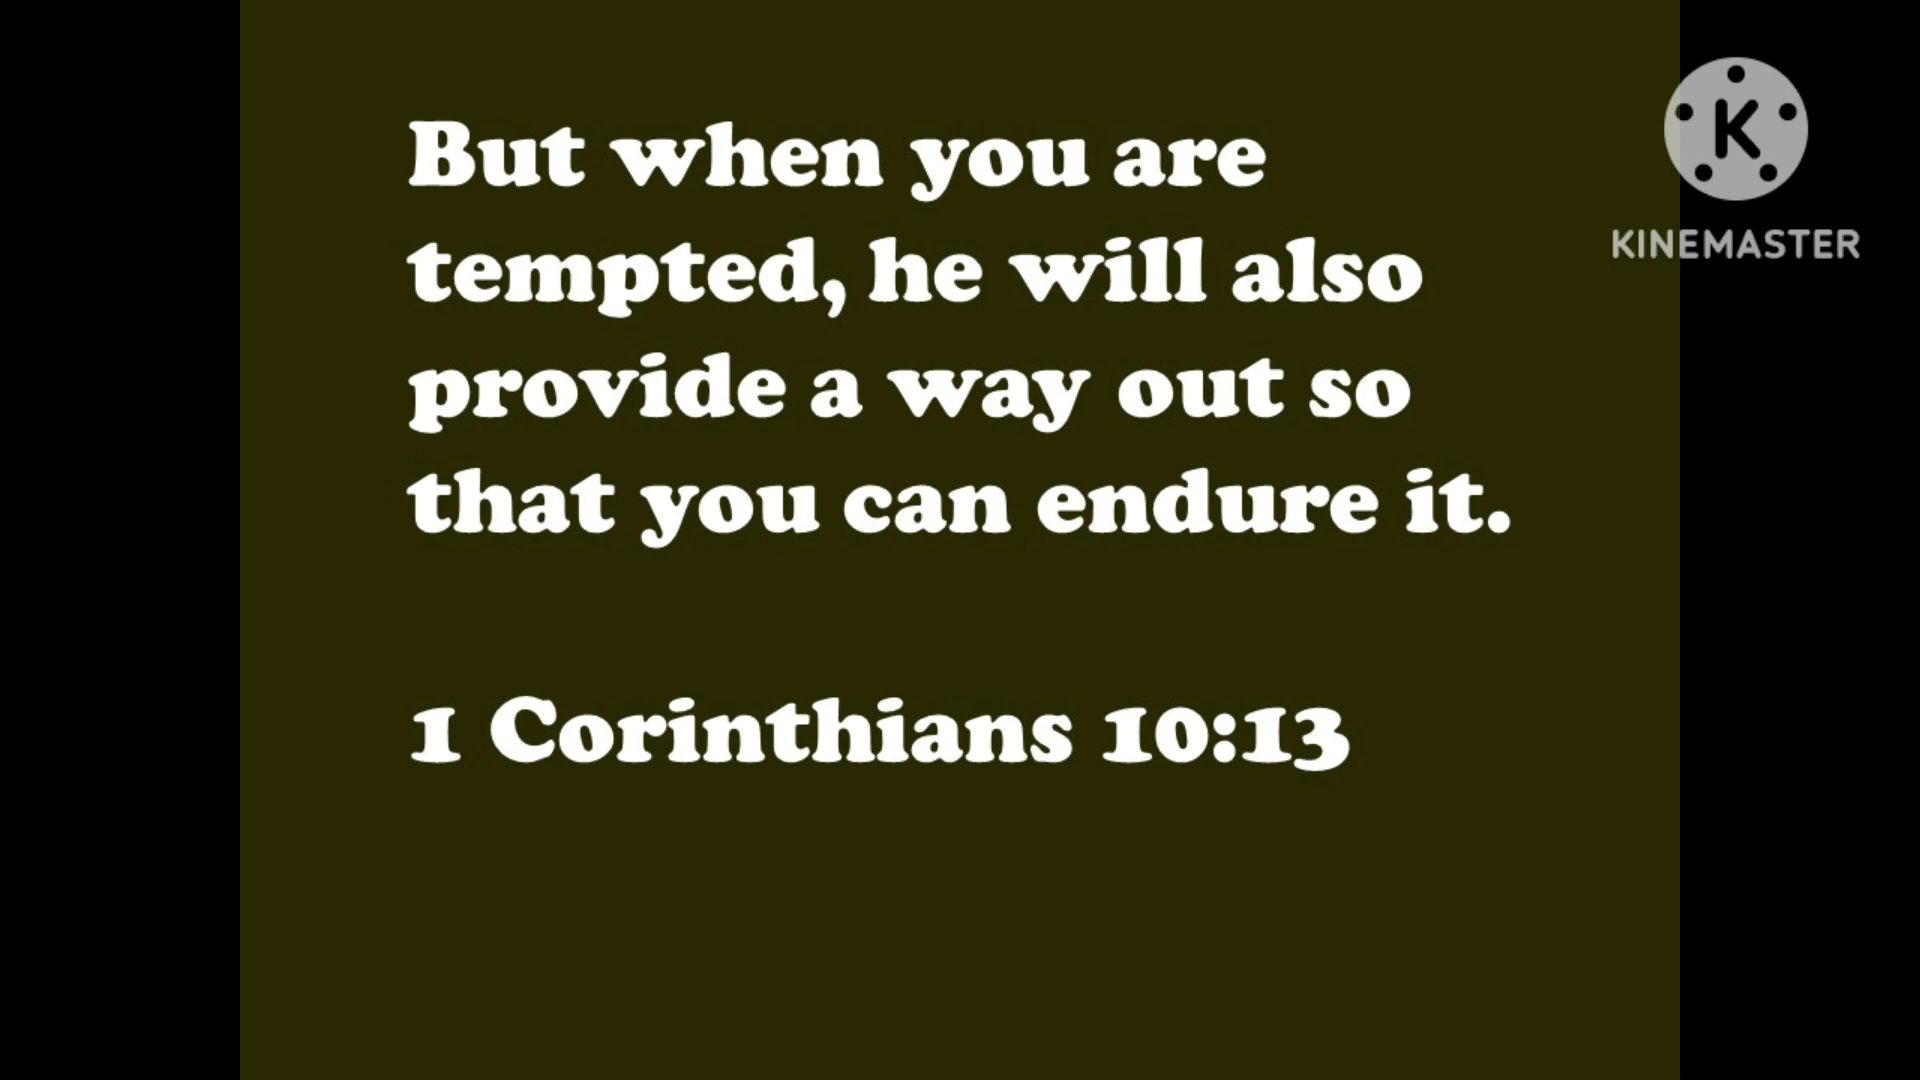 But when you are
tempted, he will also
provide a way out so
that you can endure it.
1 Corinthians 10:13
K
KINEMASTER